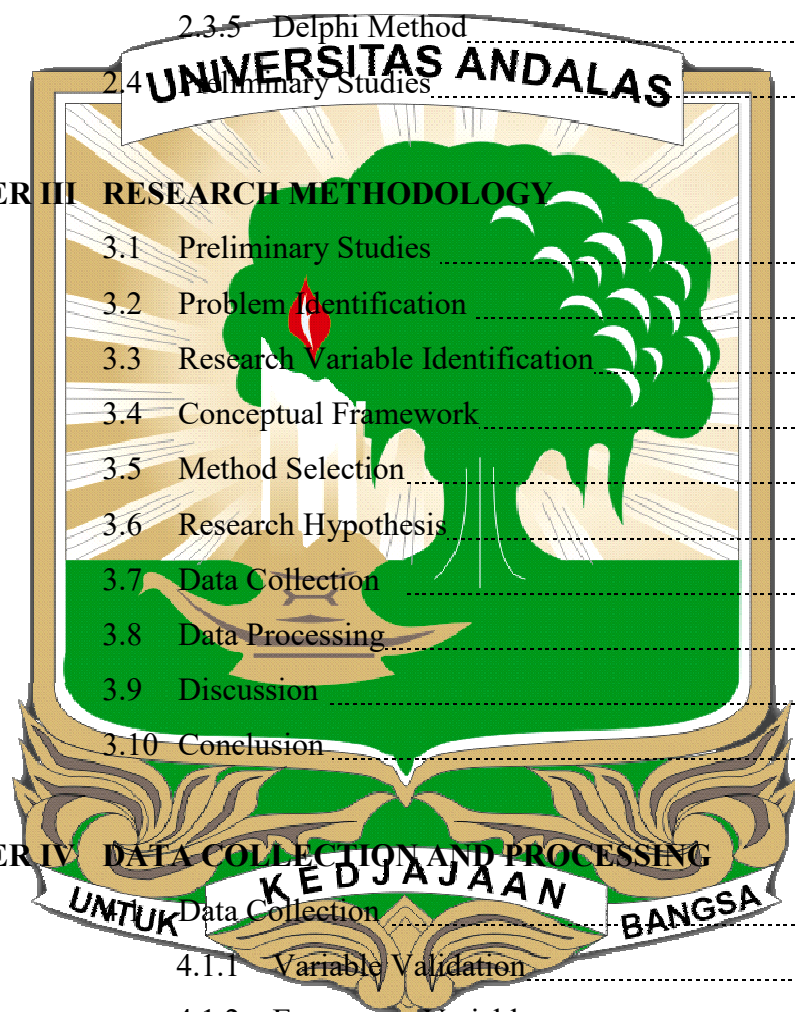 2.3.5 Delphi Method
UNIVERSITAS ANDALAS
2.4 Preliminary Studies
ER III RESEARCH METHODOLOGY
3.1 Preliminary Studies
3.2 Problem Identification
3.3 Research Variable Identification
3.4 Conceptual Framework
3.5 Method Selection
3.6 Research Hypothesis
3.7 Data Collection
3.8 Data Processing
3.9 Discussion
3.10 Conclusion
ER IV DATA COLLECTION AND PROCESSING
UNTUK KEDJAJAAN BANGSA
Data Collection
4.1.1 Variable Validation